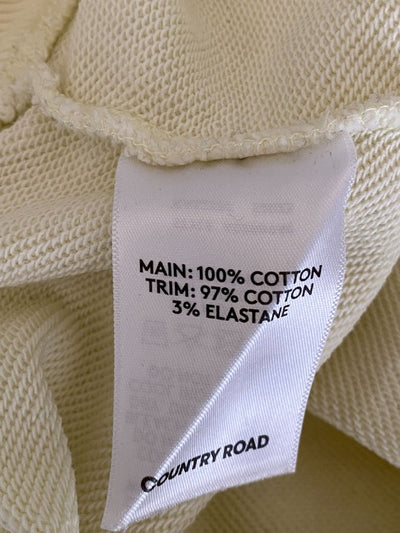 MAIN: 100% COTTON
TRIM: 97% COTTON
3% ELASTANE
COUNTRY ROAD